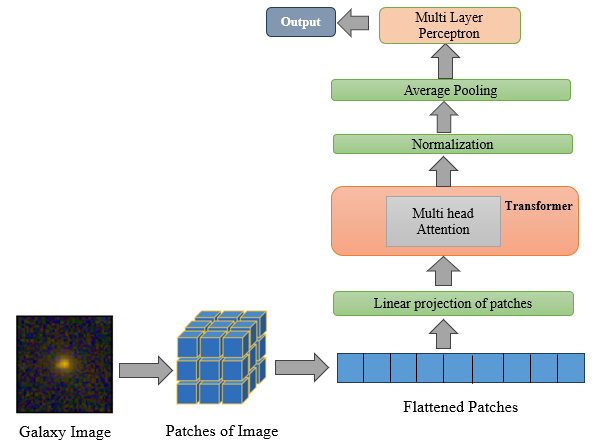 Output
Multi Layer
Perceptron
Average Pooling
Normalization
Transformer
Multi head
Attention
Linear projection of patches
Flattened Patches
Galaxy Image
Patches of Image